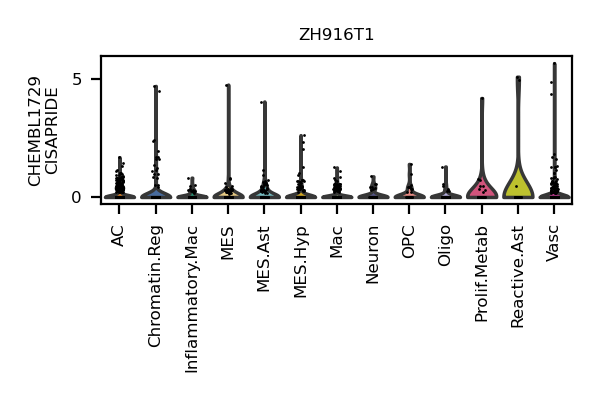 ZH916T1
CHEMBL1729
CISAPRIDE
5
0
AC
Chromatin.Reg
Inflammatory.Mac
MES
MES.Ast
MES.Hyp
Mac
Neuron
OPC
Oligo
Prolif.Metab
Reactive.Ast
Vasc